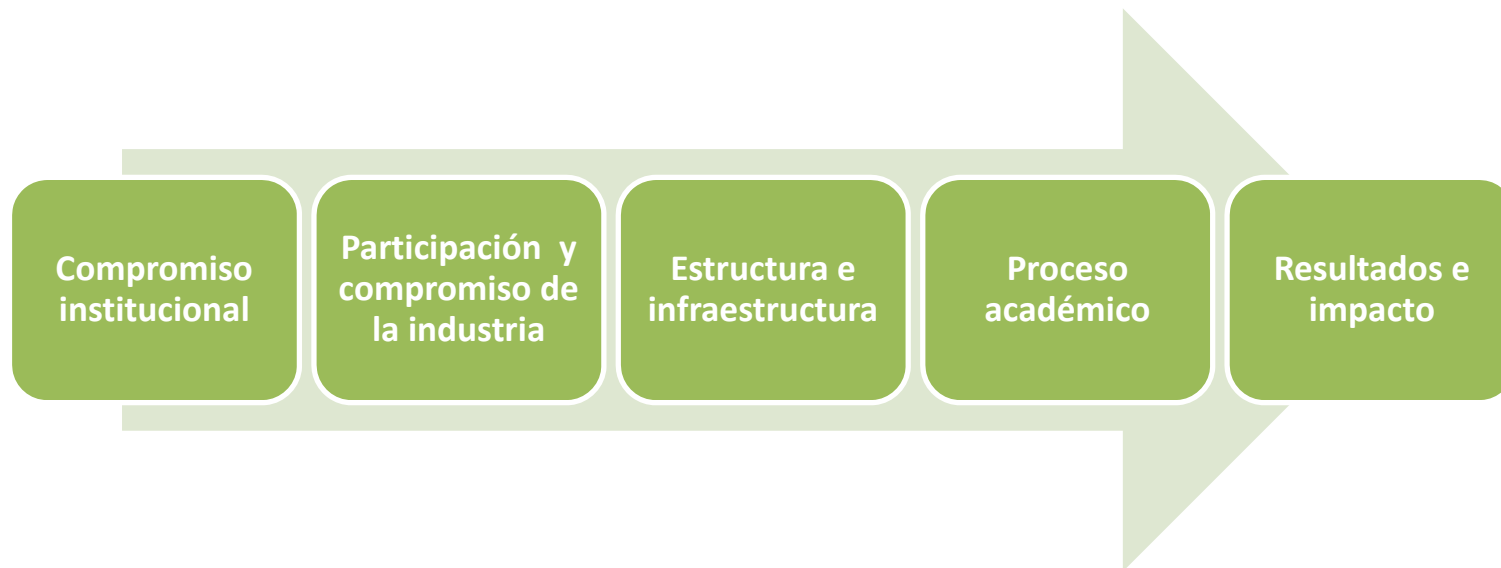 Compromiso
institucional
Participación  y
compromiso de
la industria
Estructura e
infraestructura
Proceso
académico
Resultados e
impacto